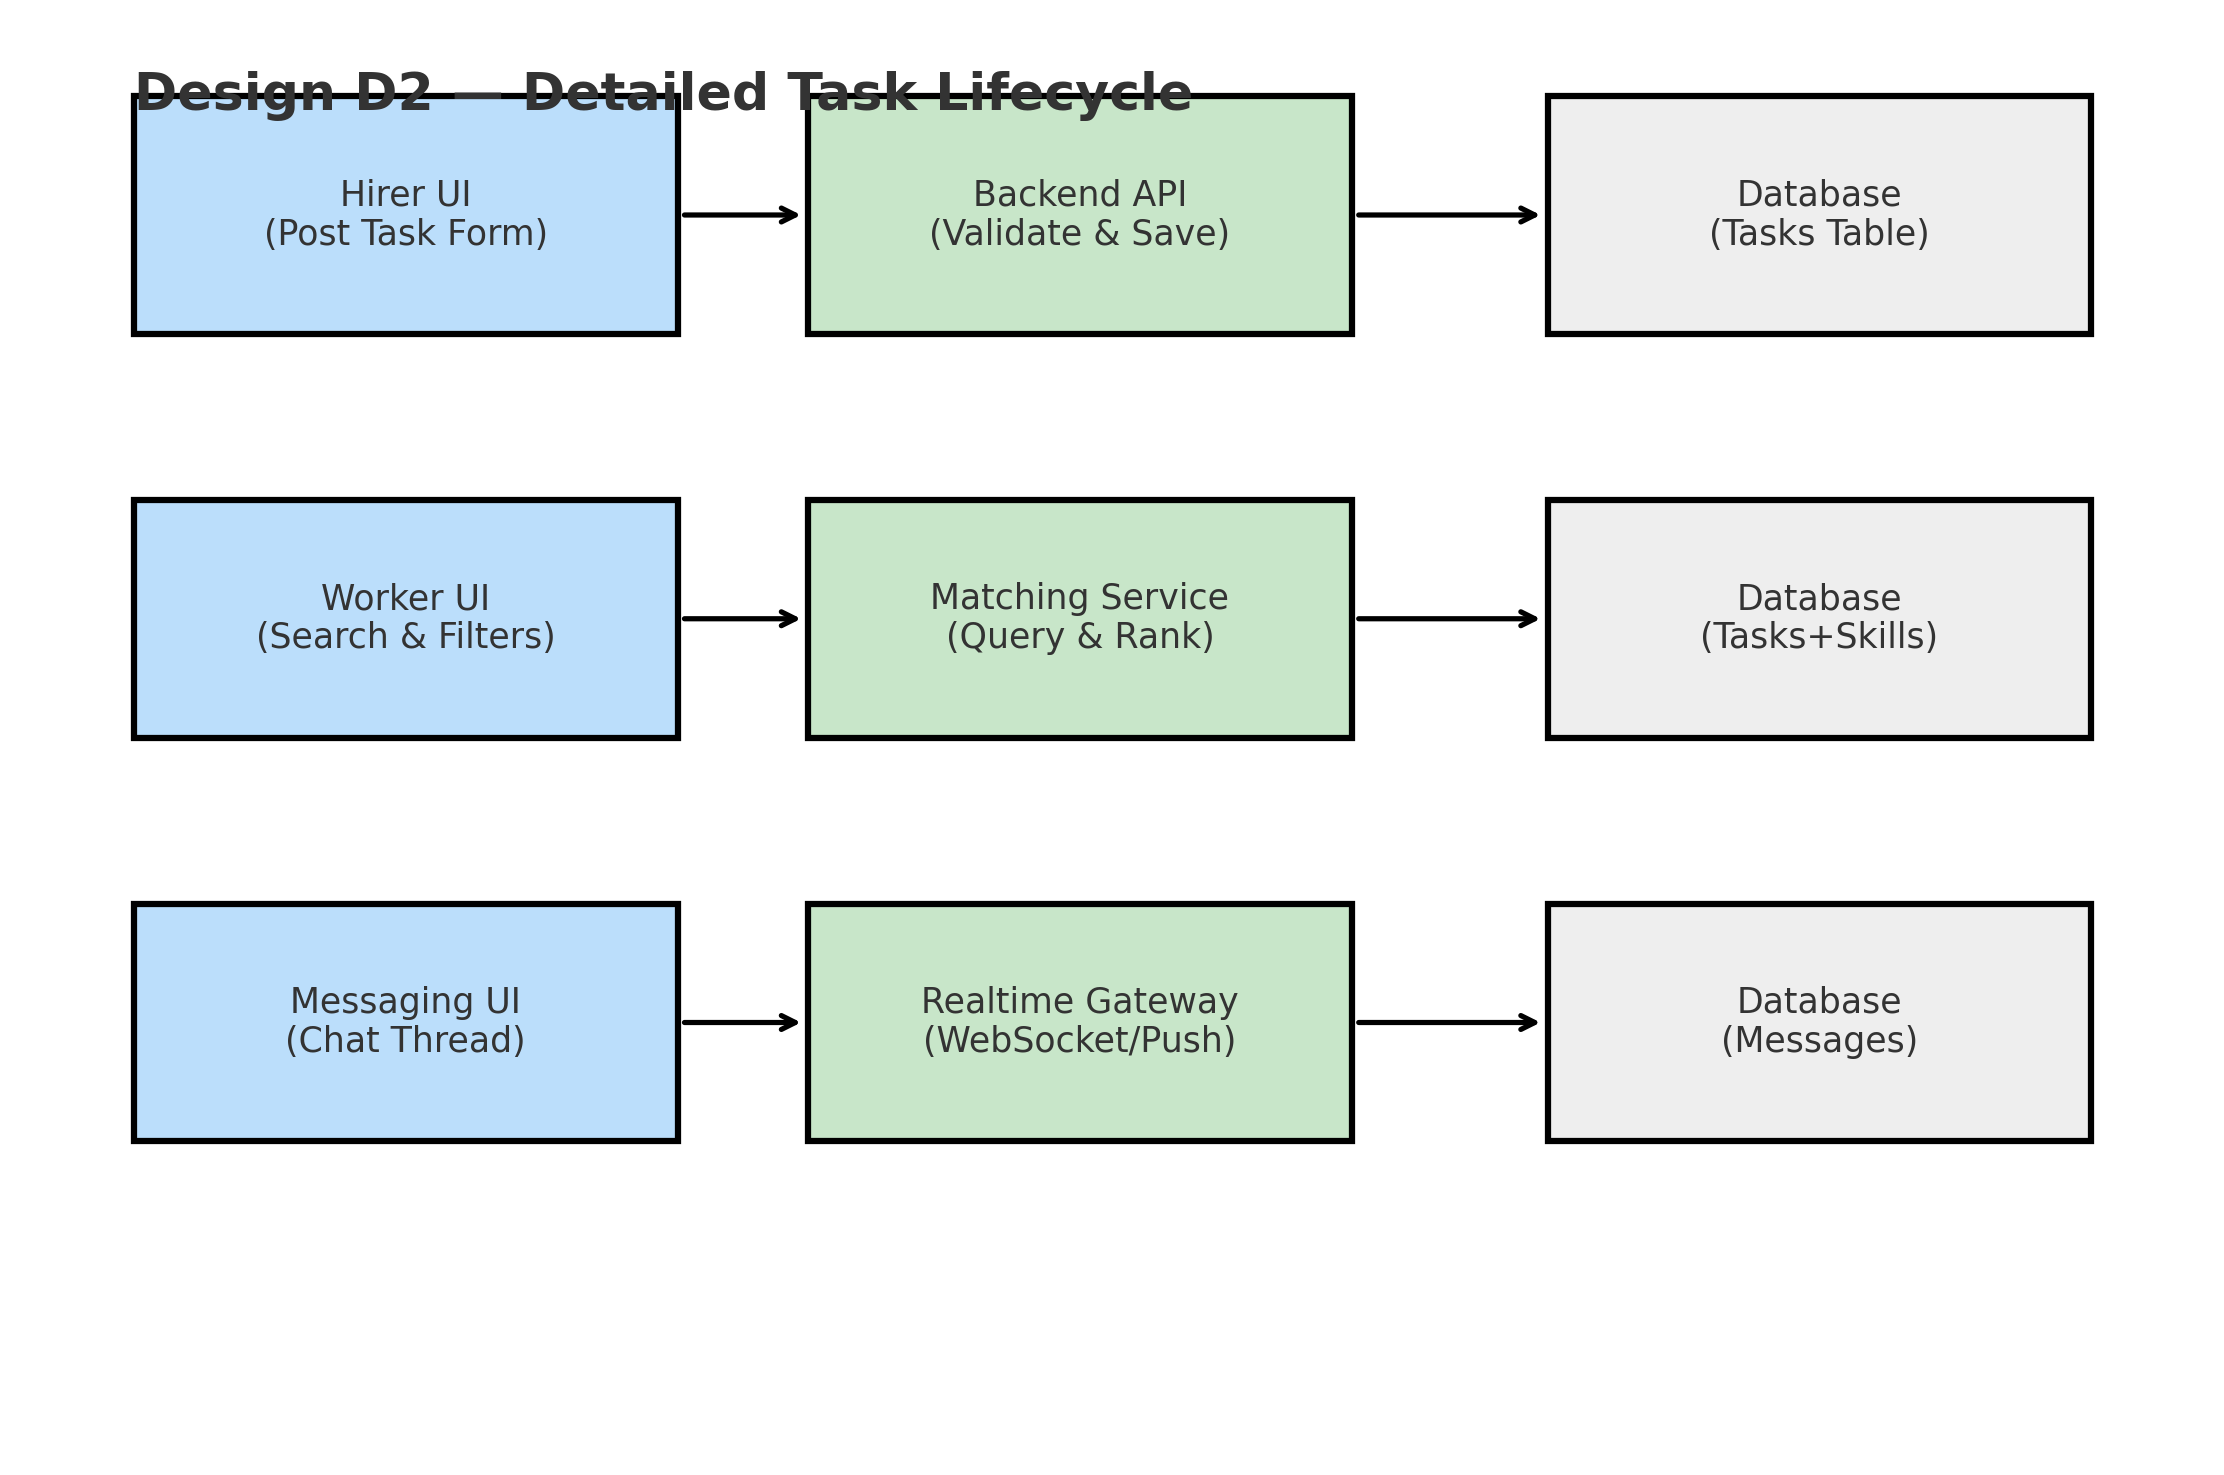 Design D2 — Detailed Task Lifecycle
Hirer UI
(Post Task Form)
Backend API
(Validate & Save)
Database
(Tasks Table)
Worker UI
(Search & Filters)
Matching Service
(Query & Rank)
Database
(Tasks+Skills)
Messaging UI
(Chat Thread)
Realtime Gateway
(WebSocket/Push)
Database
(Messages)